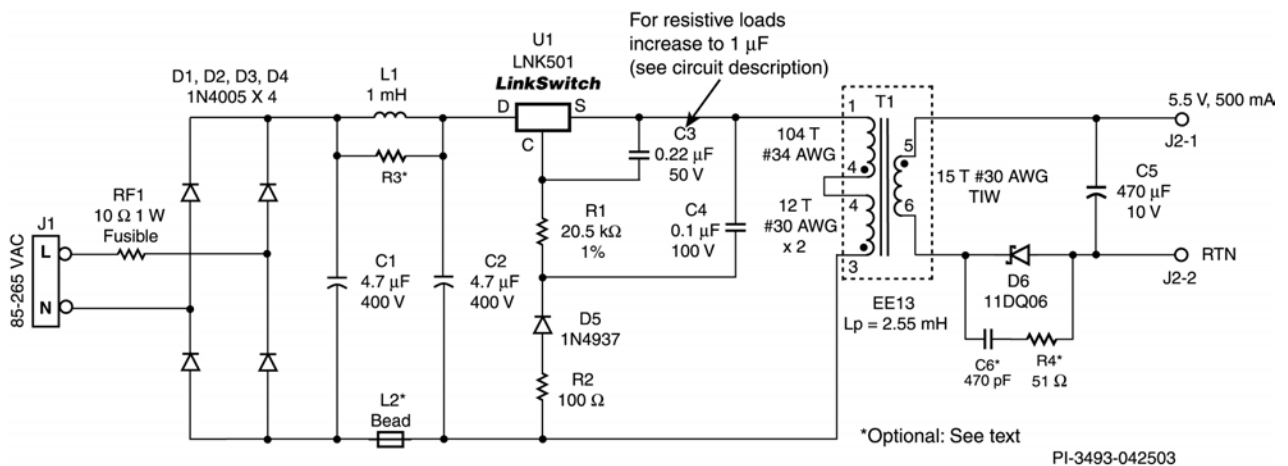 For resistive loads
increase to 1 µF
(see circuit description)
U1
LNK501
LinkSwitch
D1, D2, D3, D4
1N4005 X 4
L1
1 mH
D
S
C
R3*
C3
0.22 µF
50 V
1
T1
104 T
#34 AWG
4
4
12 T
#30 AWG
x 2
3
5
15 T #30 AWG
TIW
6
5.5 V, 500 mA
J2-1
C5
470 µF
10 V
RTN
J2-2
RF1
10 Ω 1 W
Fusible
J1
L
N
85-265 VAC
C1
4.7 µF
400 V
C2
4.7 µF
400 V
R1
20.5 kΩ
1%
C4
0.1 µF
100 V
D5
1N4937
R2
100 Ω
L2*
Bead
EE13
Lp = 2.55 mH
D6
11DQ06
C6*
470 pF
R4*
51 Ω
*Optional: See text
PI-3493-042503